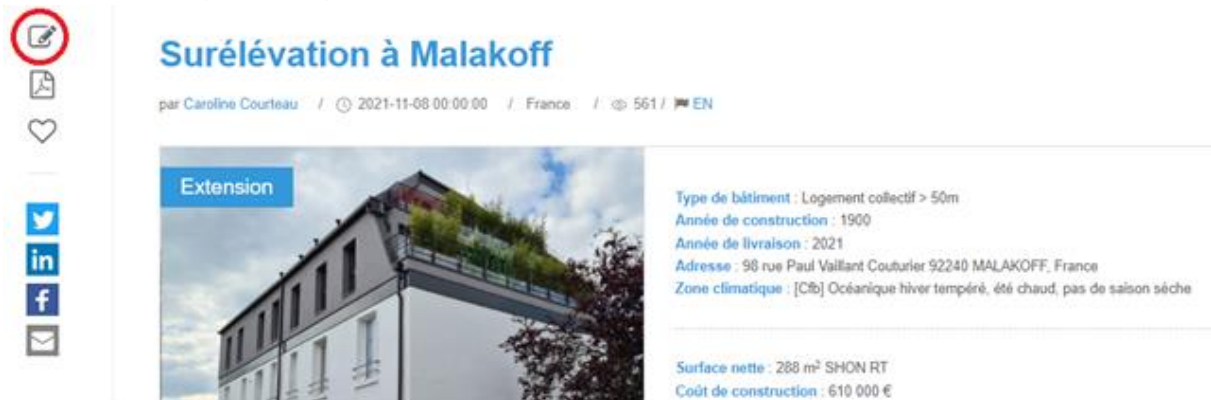 Surélévation à Malakoff
par Caroline Courteau / 2021-11-08 00:00:00 / France / 561 / EN
Extension
Type de bâtiment : Logement collectif > 50m
Année de construction : 1900
Année de livraison : 2021
Adresse : 98 rue Paul Vaillant Couturier 92240 MALAKOFF, France
Zone climatique : [Cfb] Océanique hiver tempéré, été chaud, pas de saison sèche
in
f
Surface nette : 288 m² SHON RT
Coût de construction : 610 000 €